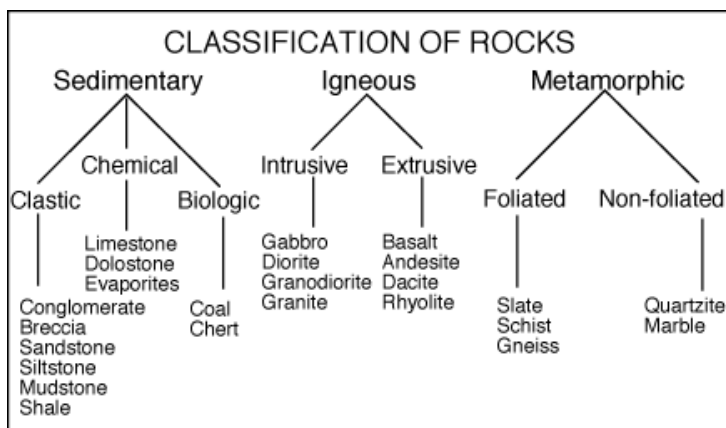 CLASSIFICATION OF ROCKS
Sedimentary
Igneous
Metamorphic
Clastic
Chemical
Biologic
Intrusive
Extrusive
Foliated
Non-foliated
Conglomerate
Breccia
Sandstone
Siltstone
Mudstone
Shale
Limestone
Dolostone
Evaporites
Coal
Chert
Gabbro
Diorite
Granodiorite
Granite
Basalt
Andesite
Dacite
Rhyolite
Slate
Schist
Gneiss
Quartzite
Marble